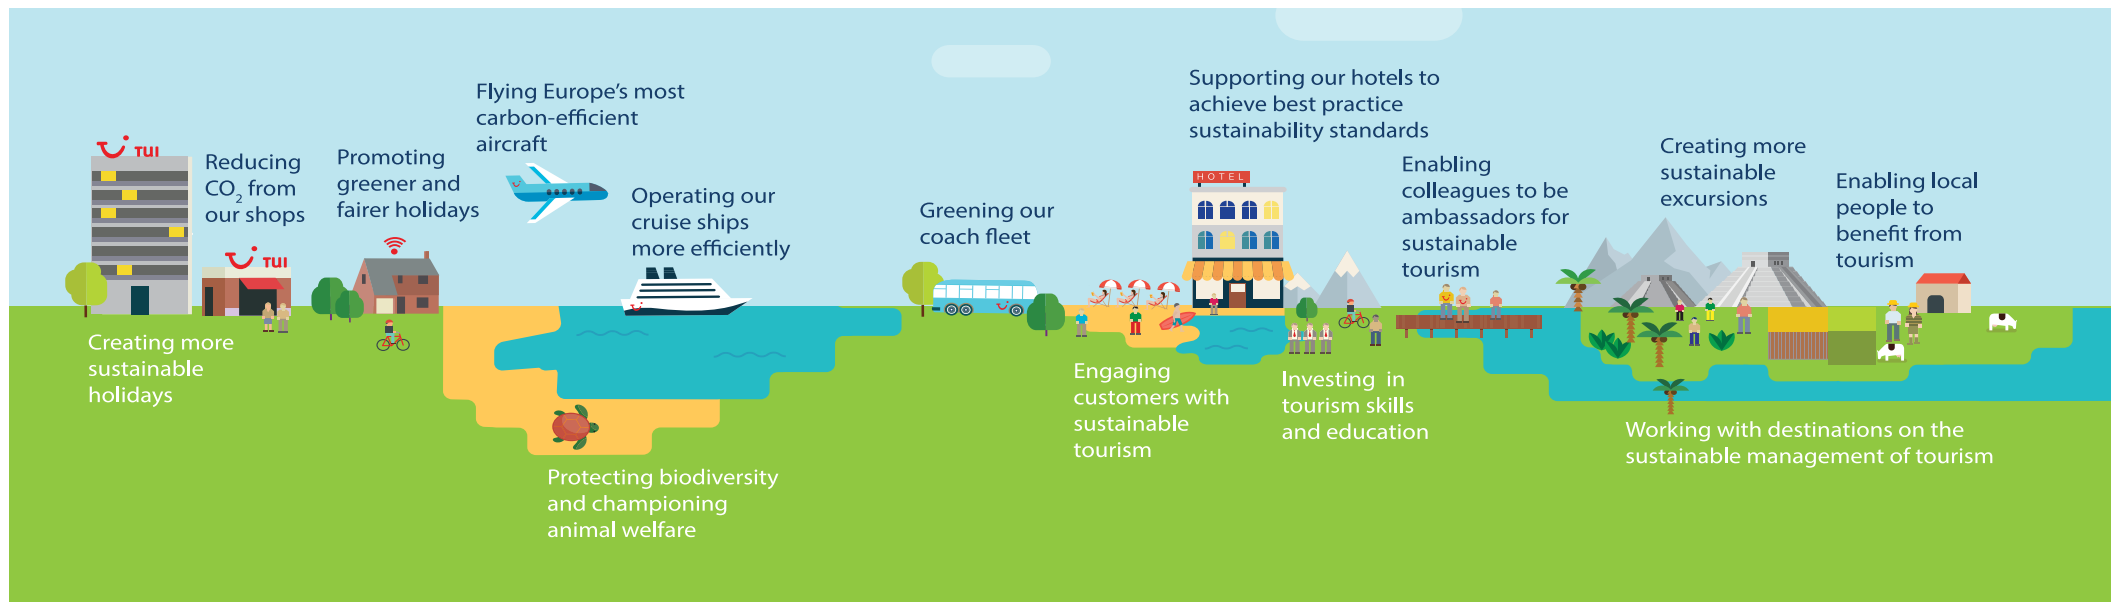 TUI
Reducing
CO2 from
our shops
TUI
Creating more
sustainable
holidays
Promoting
greener and
fairer holidays
Flying Europe's most
carbon-efficient
aircraft
Operating our
cruise ships
more efficiently
Protecting biodiversity
and championing
animal welfare
Greening our
coach fleet
Engaging
customers with
sustainable
tourism
Supporting our hotels to
achieve best practice
sustainability standards
HOTEL
Investing in
tourism skills
and education
Enabling
colleagues to be
ambassadors for
sustainable
tourism
Creating more
sustainable
excursions
Enabling local
people to
benefit from
tourism
Working with destinations on the
sustainable management of tourism